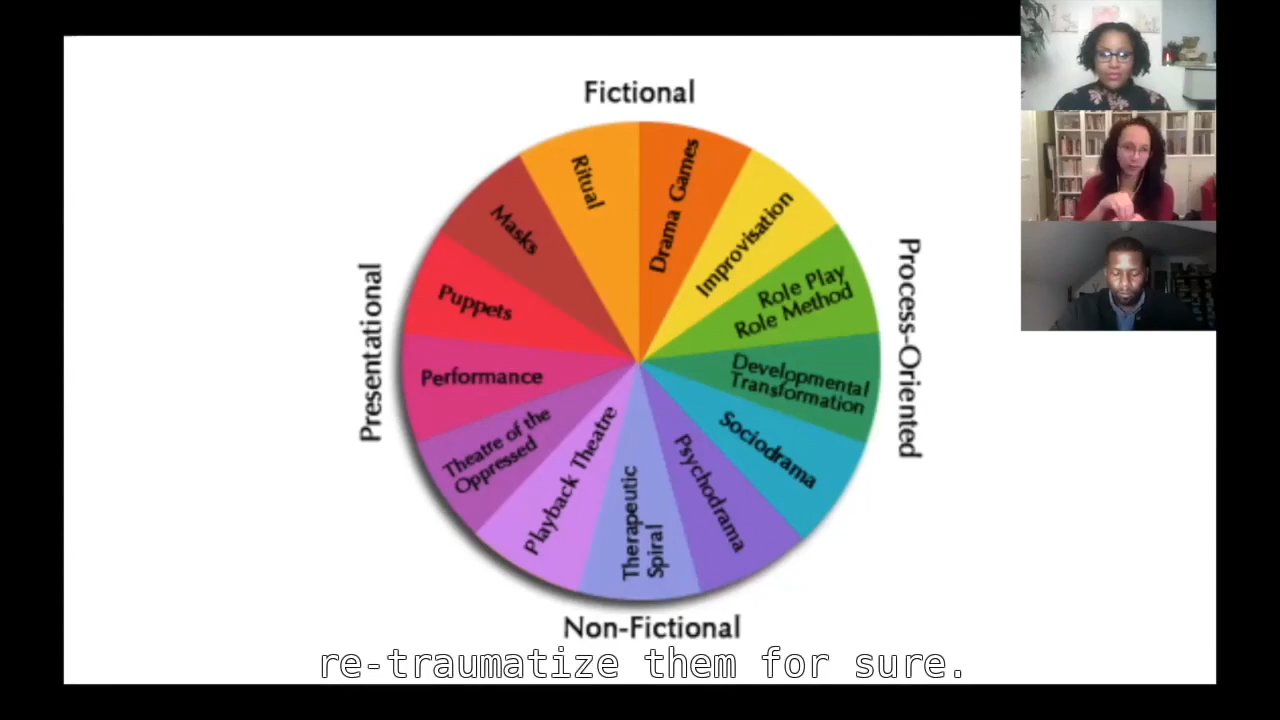 Fictional
Ritual
Drama Games
Masks
Improvisation
Puppets
Role Play
Role Method
Presentational
Process-Oriented
Performance
Developmental
Transformation
Theatre of the
Oppressed
Sociodrama
Playback Theatre
Psychodrama
Therapeutic
Spiral
Non-Fictional
re-traumatize them for sure.